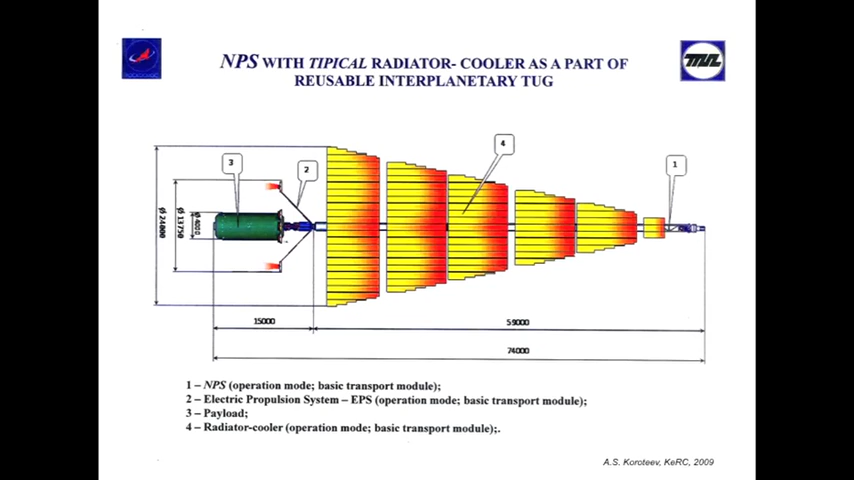 NPS WITH TIPICAL RADIATOR- COOLER AS A PART OF
REUSABLE INTERPLANETARY TUG
3
2
4
1
Ø 24000
Ø 13750
Ø 4000
15000
59000
74000
1 – NPS (operation mode; basic transport module);
2 – Electric Propulsion System – EPS (operation mode; basic transport module);
3 – Payload;
4 – Radiator-cooler (operation mode; basic transport module);.
A.S. Koroteev, KeRC, 2009